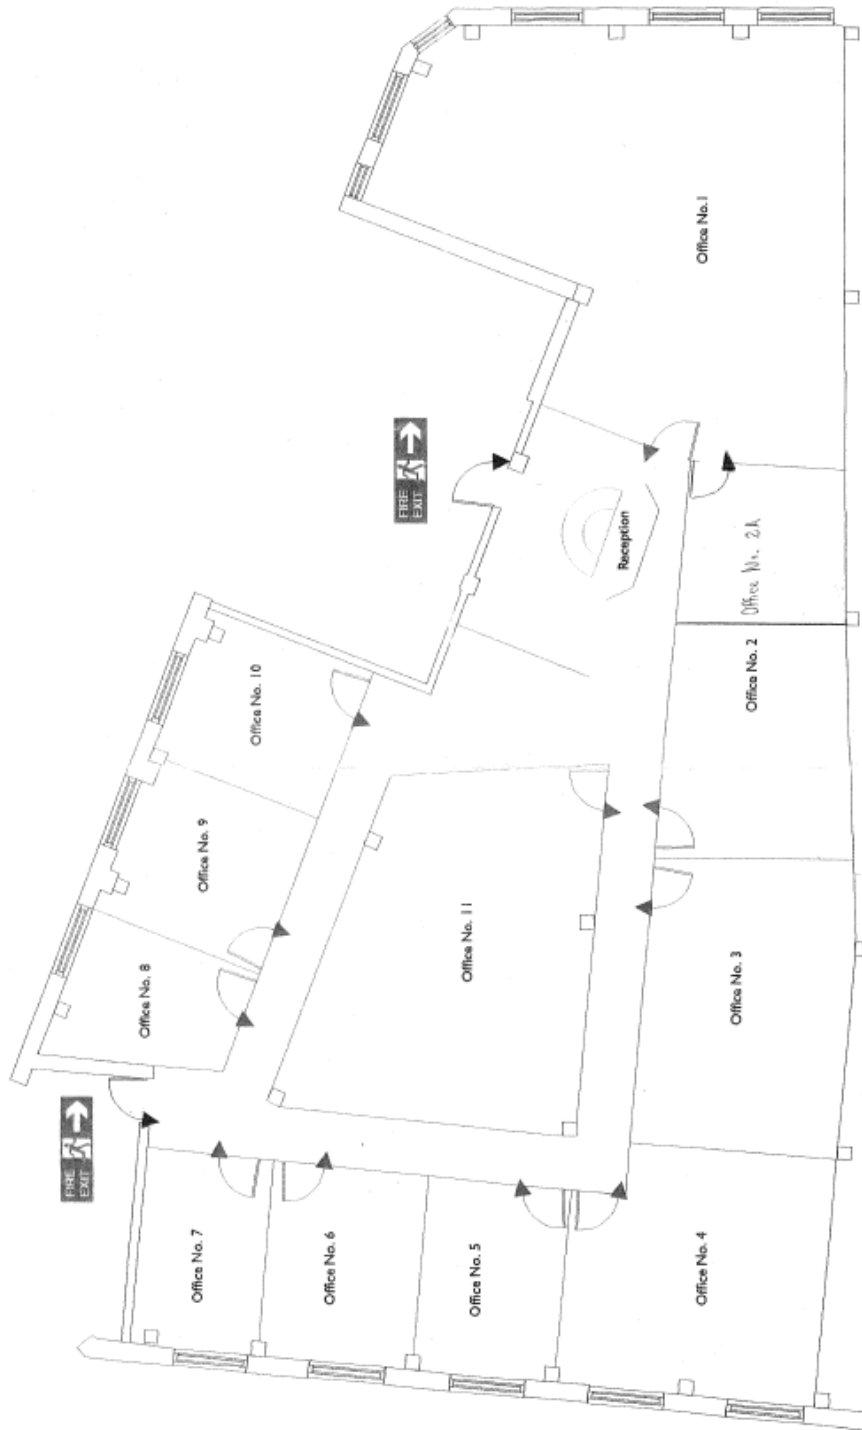 FIRE
EXIT
Office No.1
Reception
Office No. 2A
Office No. 2
Office No. 10
Office No. 9
Office No. 8
Office No. 11
Office No. 3
FIRE
EXIT
Office No. 7
Office No. 6
Office No. 5
Office No. 4